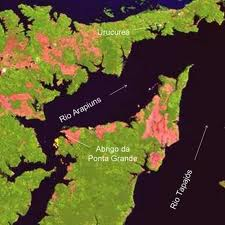 Urucurea
Rio Arapiuns
Abrigo da
Ponta Grande
Rio Tapajós